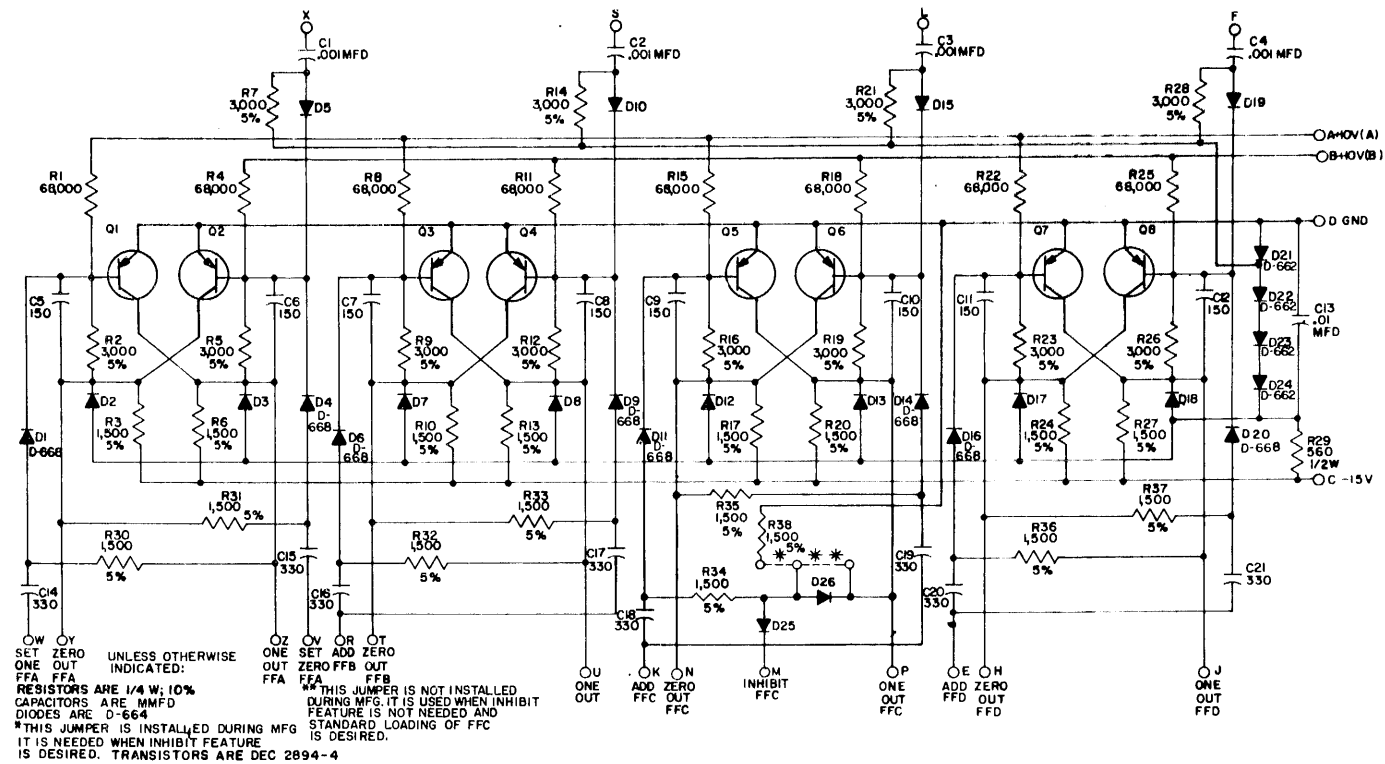 X
S
L
F
C1
.001MFD
C2
.001MFD
C3
.001MFD
C4
.001MFD
R7
3,000
5%
D5
R14
3,000
5%
D10
R21
3,000
5%
D15
R28
3,000
5%
D19
A+10V(A)
B+10V(B)
R1
68,000
R4
68,000
R8
68,000
R11
68,000
R15
68,000
R18
68,000
R22
68,000
R25
68,000
D GND
Q1
Q2
Q3
Q4
Q5
Q6
Q7
Q8
D21
D-662
C5
150
C6
150
C7
150
C8
150
C9
150
C10
150
C11
150
C12
150
D22
D-662
C13
.01
MFD
R2
3,000
5%
R5
3,000
5%
R9
3,000
5%
R12
3,000
5%
R16
3,000
5%
R19
3,000
5%
R23
3,000
5%
R26
3,000
5%
D23
D-662
D24
D-662
D2
D3
D4
D-
668
D7
D8
D9
D-
668
D12
D13
D14
D-
668
D17
D18
R3
1,500
5%
R6
1,500
5%
R10
1,500
5%
R13
1,500
5%
R17
1,500
5%
R20
1,500
5%
R24
1,500
5%
R27
1,500
5%
D1
D-668
D6
D-
668
D11
D-
668
D16
D-
668
D20
D-668
R29
560
1/2W
C -15V
R31
1,500
5%
R33
1,500
5%
R35
1,500
5%
R37
1,500
5%
R30
1,500
5%
R32
1,500
5%
R38
1,500
5%
* * *
R36
1,500
5%
C15
330
C17
330
C19
330
C21
330
R34
1,500
5%
D26
C14
330
C16
330
C18
330
C20
330
D25
W
SET
ONE
FFA
Y
ZERO
OUT
FFA
Z
ONE
OUT
FFA
V
SET
ZERO
FFA
R
ADD
FFB
T
ZERO
OUT
FFB
U
ONE
OUT
K
ADD
FFC
N
ZERO
OUT
FFC
M
INHIBIT
FFC
P
ONE
OUT
FFC
E
ADD
FFD
H
ZERO
OUT
FFD
J
ONE
OUT
FFD
UNLESS OTHERWISE
INDICATED:
RESISTORS ARE 1/4 W; 10%
CAPACITORS ARE MMFD
DIODES ARE D-664
*THIS JUMPER IS INSTALLED DURING MFG
IT IS NEEDED WHEN INHIBIT FEATURE
IS DESIRED. TRANSISTORS ARE DEC 2894-4
**THIS JUMPER IS NOT INSTALLED
DURING MFG. IT IS USED WHEN INHIBIT
FEATURE IS NOT NEEDED AND
STANDARD LOADING OF FFC
IS DESIRED.